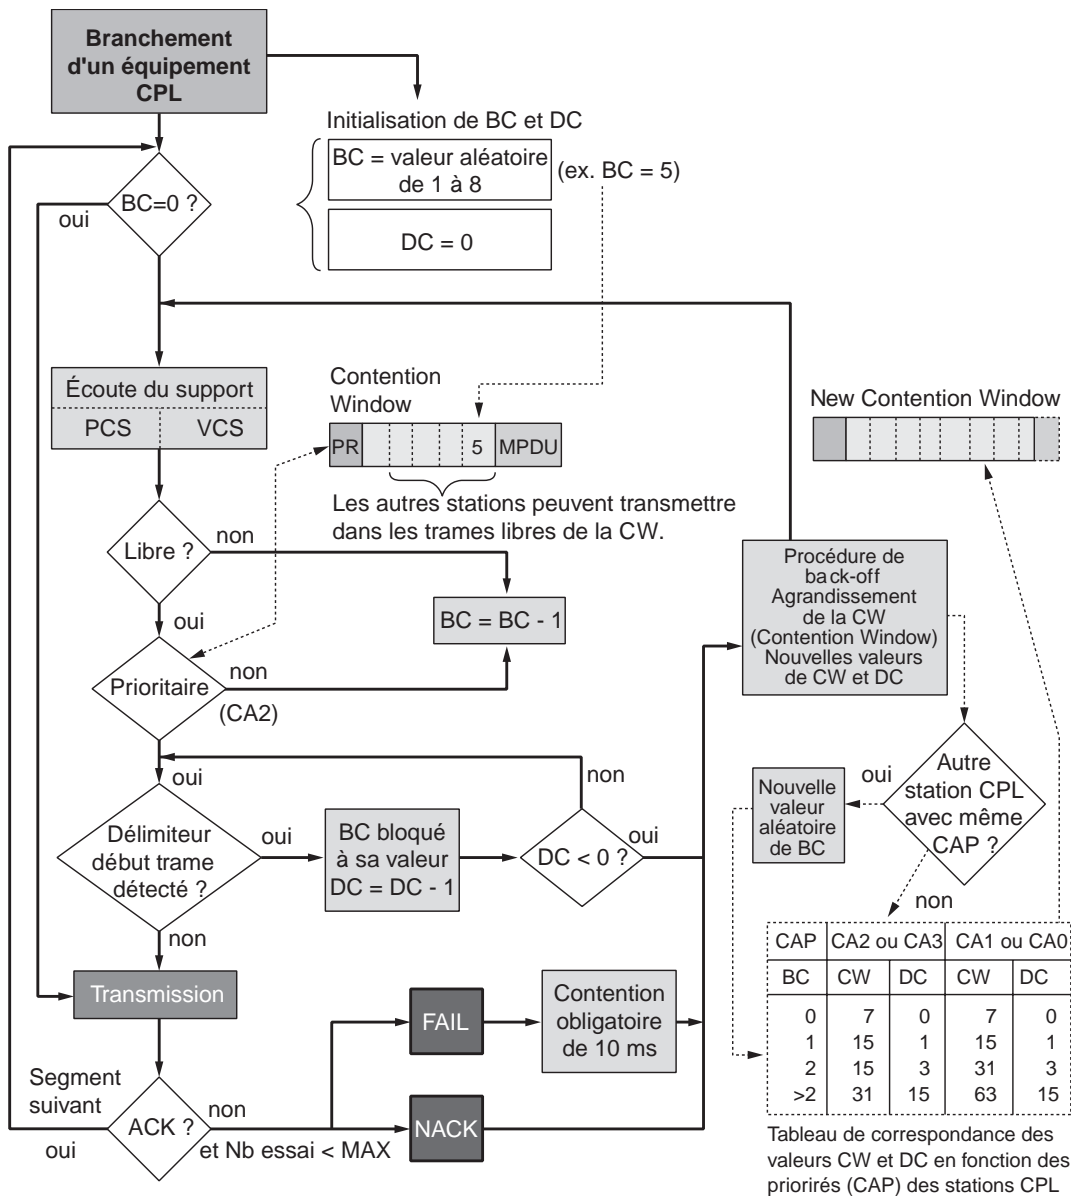 Branchement
d'un équipement
CPL
Initialisation de BC et DC
BC = valeur aléatoire
de 1 à 8
(ex. BC = 5)
DC = 0
BC=0 ?
oui
Écoute du support
PCS
VCS
Contention
Window
PR
5
MPDU
Les autres stations peuvent transmettre
dans les trames libres de la CW.
New Contention Window
Libre ?
non
oui
BC = BC - 1
Prioritaire
non
(CA2)
oui
Procédure de
back-off
Agrandissement
de la CW
(Contention Window)
Nouvelles valeurs
de CW et DC
Délimiteur
début trame
détecté ?
oui
BC bloqué
à sa valeur
DC = DC - 1
DC < 0 ?
non
oui
Autre
station CPL
avec même
CAP ?
oui
Nouvelle
valeur
aléatoire
de BC
non
non
Transmission
FAIL
Contention
obligatoire
de 10 ms
Segment
suivant
oui
ACK ?
non
et Nb essai < MAX
NACK
CAP CA2 ou CA3 CA1 ou CA0
BC CW DC CW DC
0 7 0 7 0
1 15 1 15 1
2 15 3 31 3
>2 31 15 63 15
Tableau de correspondance des
valeurs CW et DC en fonction des
priorirés (CAP) des stations CPL